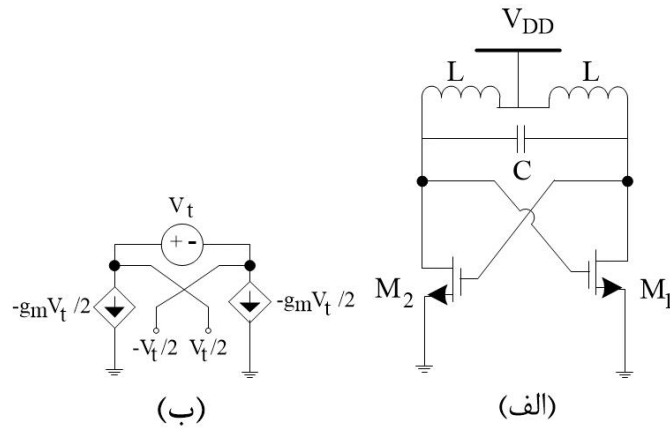 V_DD
L L
C
M_2 M_1
(الف)
V_t
+ -
-g_mV_t/2 -g_mV_t/2
-V_t/2 V_t/2
(ب)